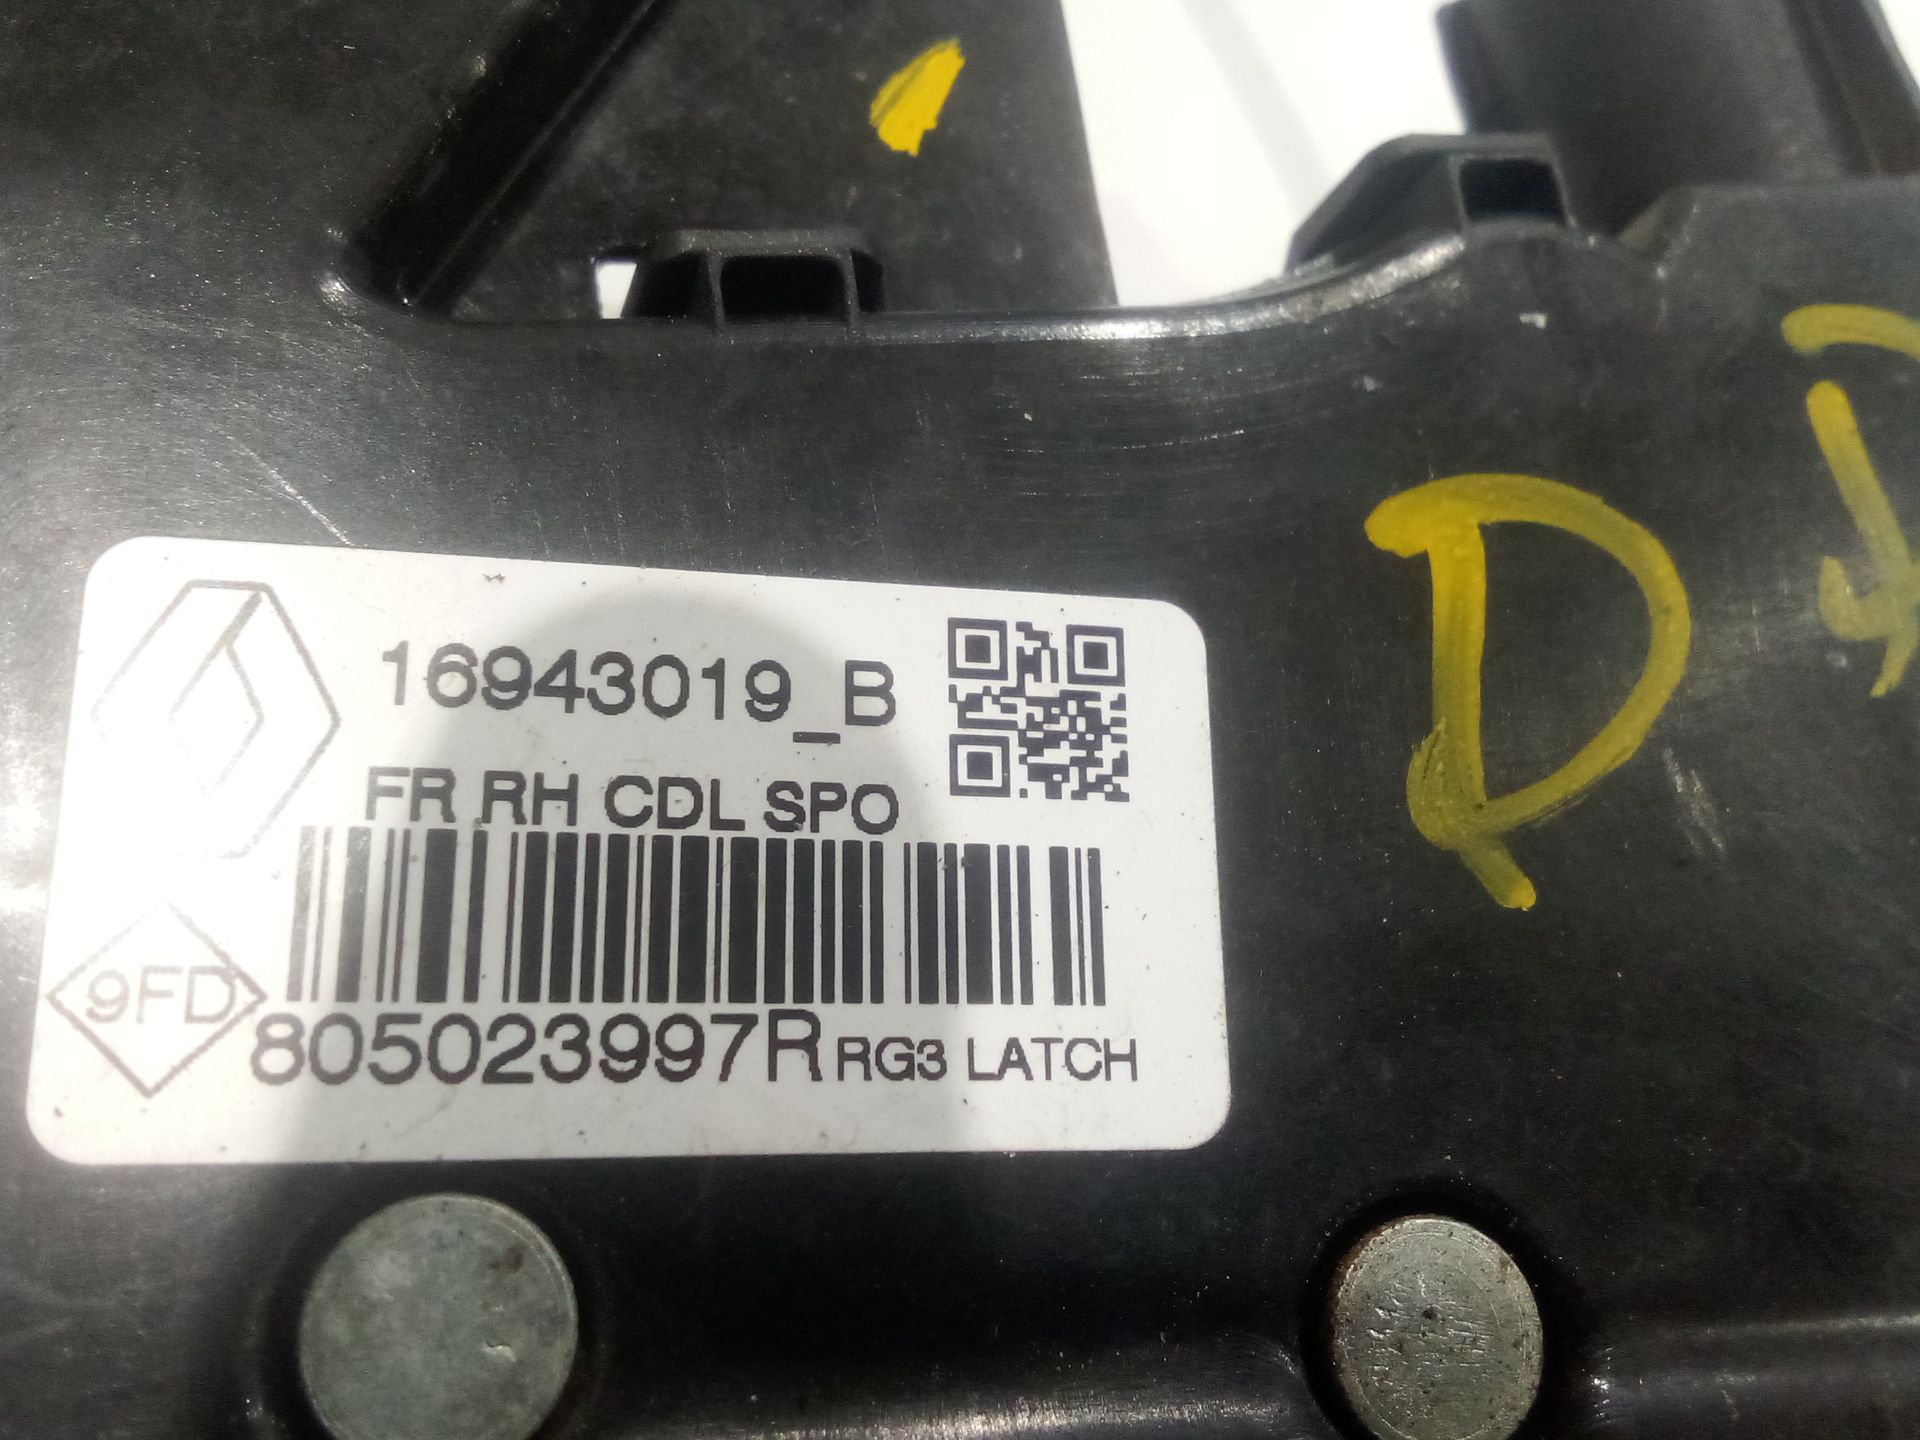 16943019_B
FR RH CDL SPO
9FD
805023997R RG3 LATCH
D